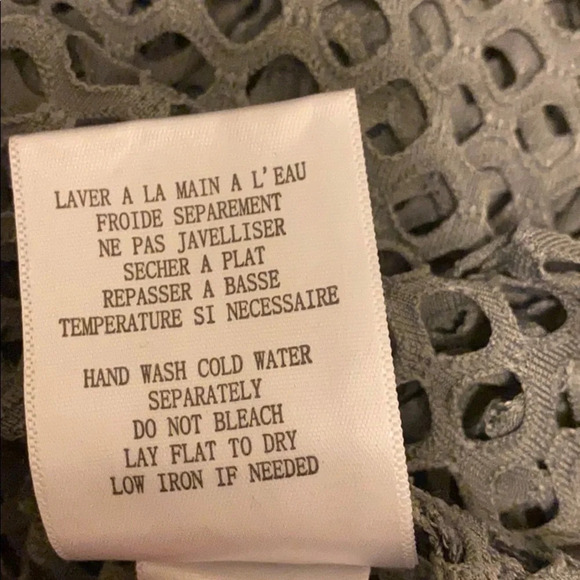 LAVER A LA MAIN A L'EAU
FROIDE SEPAREMENT
NE PAS JAVELLISER
SECHER A PLAT
REPASSER A BASSE
TEMPERATURE SI NECESSAIRE
HAND WASH COLD WATER
SEPARATELY
DO NOT BLEACH
LAY FLAT TO DRY
LOW IRON IF NEEDED